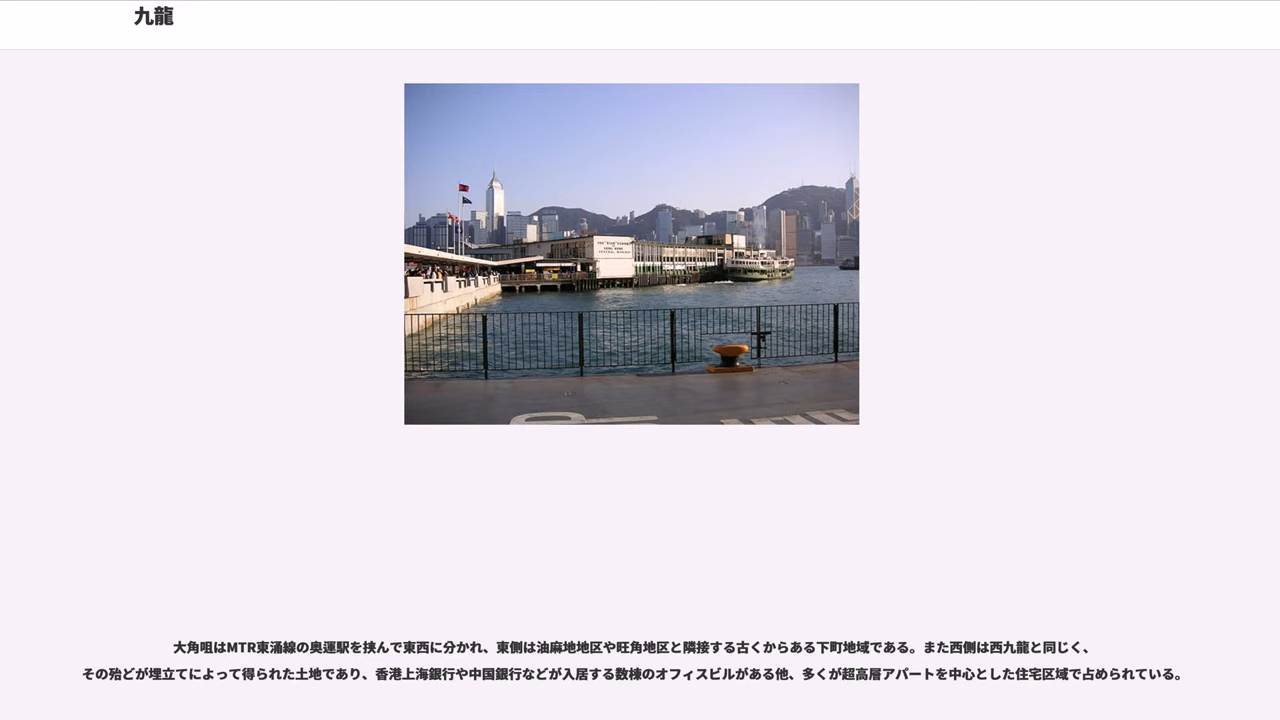 九龍
大角咀はMTR東涌線の奥運駅を挟んで東西に分かれ、東側は油麻地地区や旺角地区と隣接する古くからある下町地域である。また西側は西九龍と同じく、
その殆どが埋立てによって得られた土地であり、香港上海銀行や中国銀行などが入居する数棟のオフィスビルがある他、多くが超高層アパートを中心とした住宅区域で占められている。